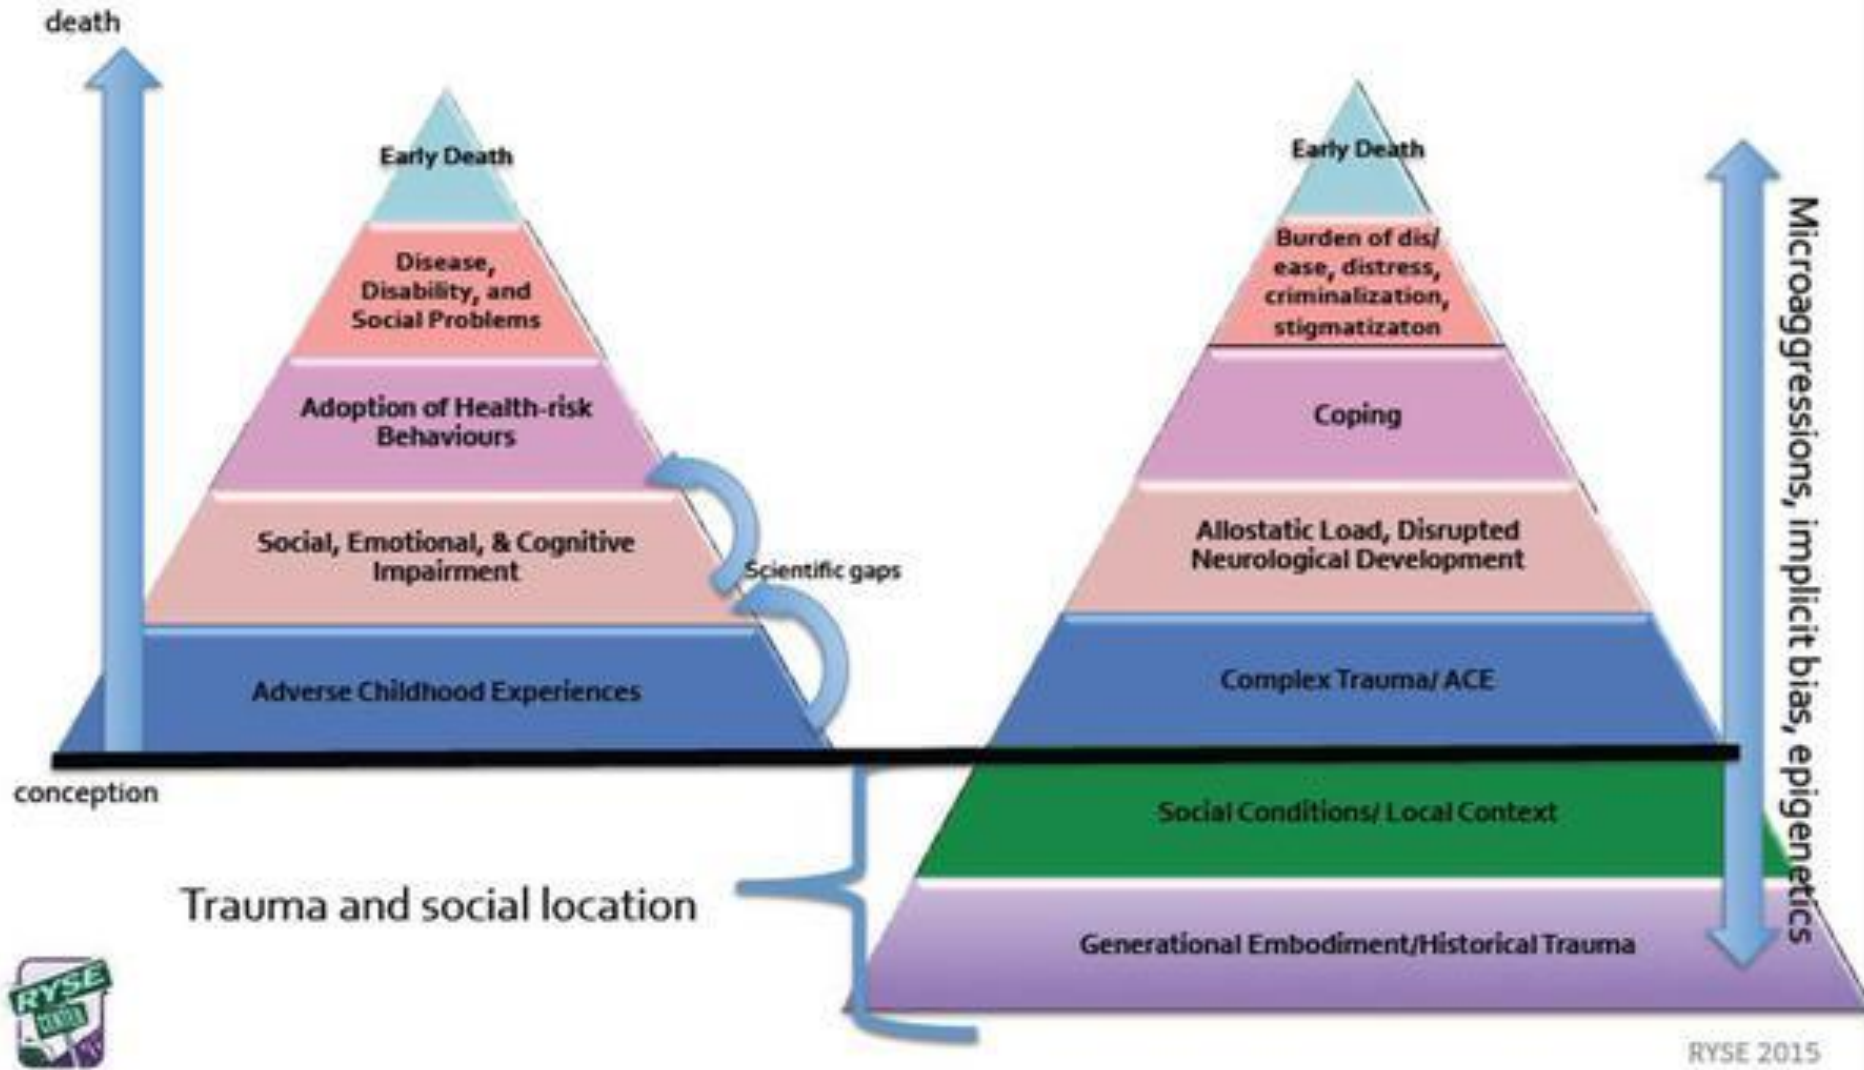 death
Early Death
Disease,
Disability, and
Social Problems
Adoption of Health-risk
Behaviours
Social, Emotional, & Cognitive
Impairment
Scientific gaps
Adverse Childhood Experiences
conception
Trauma and social location
RYSE
CENTER
Early Death
Burden of dis/
ease, distress,
criminalization,
stigmatizaton
Coping
Allostatic Load, Disrupted
Neurological Development
Complex Trauma/ ACE
Social Conditions/ Local Context
Generational Embodiment/Historical Trauma
Microaggressions, implicit bias, epigenetics
RYSE 2015